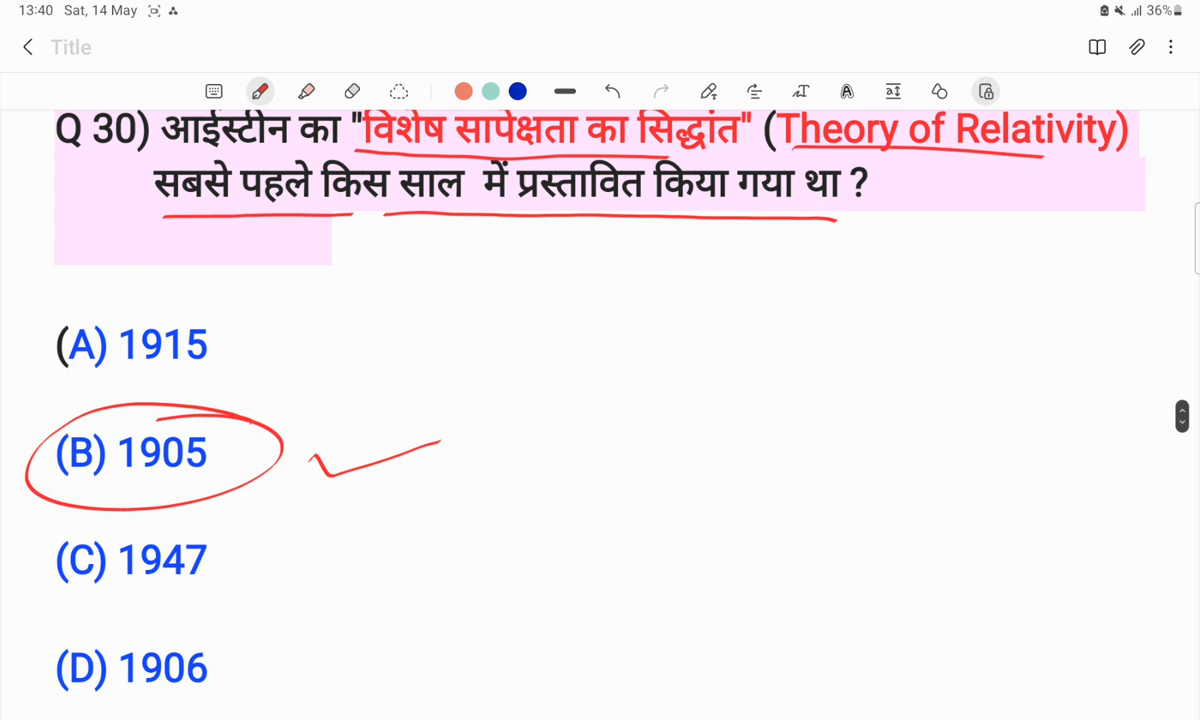 13:40 Sat, 14 May 36%
Title
Q 30) आईस्टीन का "विशेष सापेक्षता का सिद्धांत" (Theory of Relativity)
सबसे पहले किस साल में प्रस्तावित किया गया था ?
(A) 1915
(B) 1905
(C) 1947
(D) 1906